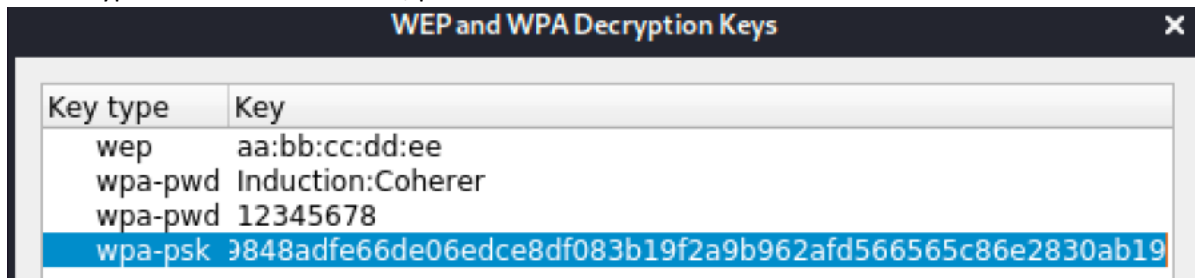 WEP and WPA Decryption Keys
Key type Key
wep aa:bb:cc:dd:ee
wpa-pwd Induction:Coherer
wpa-pwd 12345678
wpa-psk 9848adfe66de06edce8df083b19f2a9b962afd566565c86e2830ab19